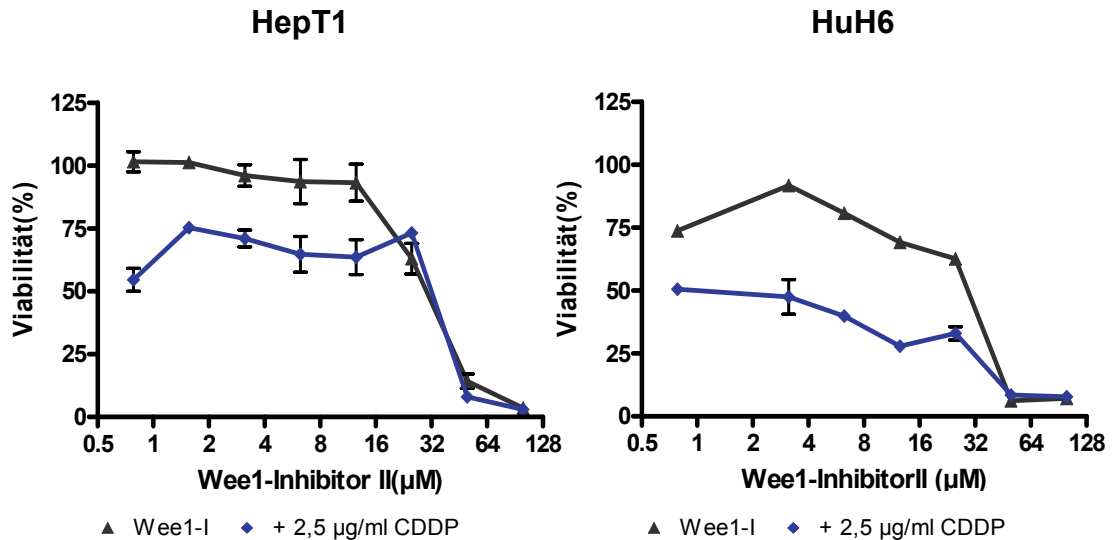 HepT1
125
100
75
50
25
0
Viabilität(%)
0.5 1 2 4 8 16 32 64 128
Wee1-Inhibitor II(µM)
Wee1-I + 2,5 µg/ml CDDP
HuH6
125
100
75
50
25
0
Viabilität(%)
0.5 1 2 4 8 16 32 64 128
Wee1-InhibitorII (µM)
Wee1-I + 2,5 µg/ml CDDP